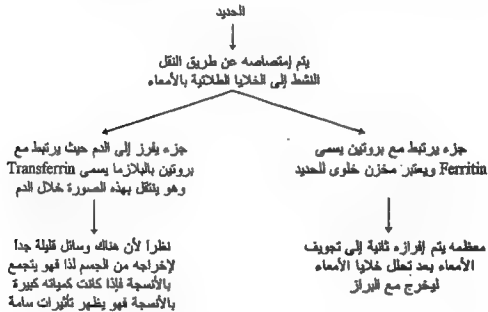 الحديد
يتم إمتصاصه عن طريق النقل
النشط إلى الخلايا الطلائية بالأمعاء
جزء يفرز إلى الدم حيث يرتبط مع
بروتين بالبلازما يسمى Transferrin
وهو ينتقل بهذه الصورة خلال الدم
جزء يرتبط مع بروتين يسمى
Ferritin ويعتبر مخزن خلوى للحديد
نظراً لأن هناك وسائل قليلة جداً
لإخراجه من الجسم لذا فهو يتجمع
بالأنسجة فإذا كانت كمياته كبيرة
بالأنسجة فهو يظهر تأثيرات سامة
معظمه يتم إفرازه ثانية إلى تجويف
الأمعاء بعد تحلل خلايا الأمعاء
ليخرج مع البراز